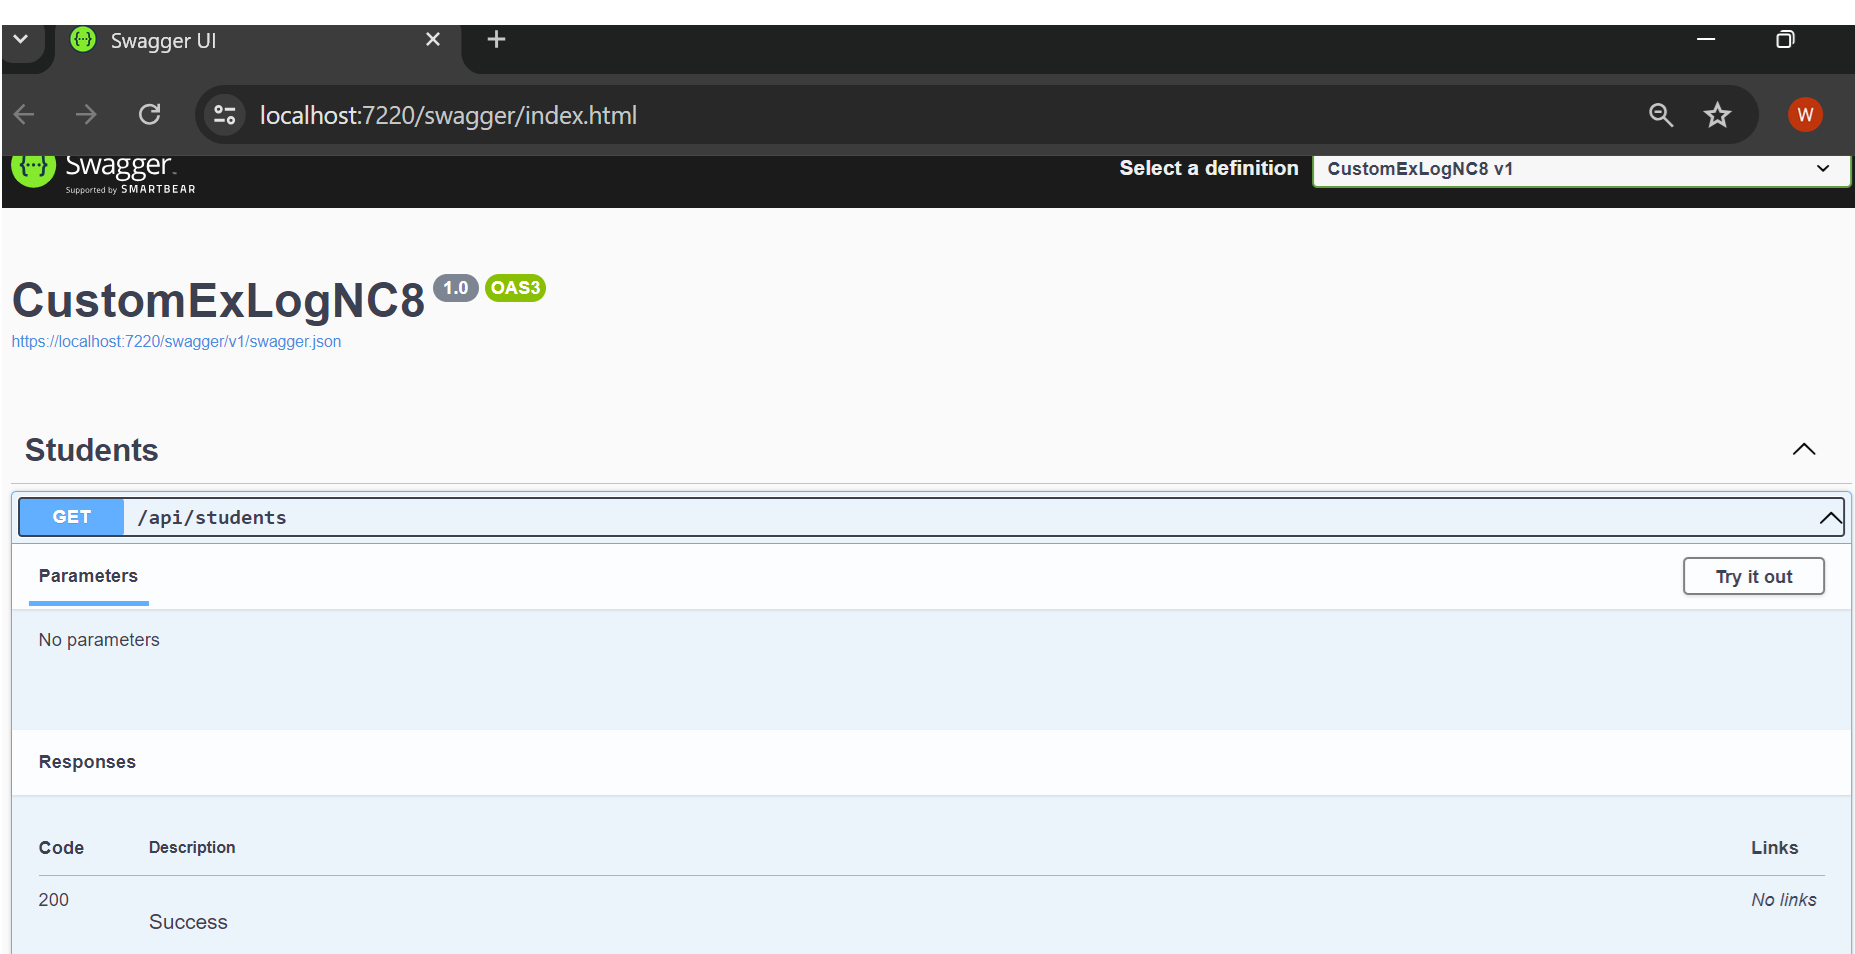 Swagger UI
localhost:7220/swagger/index.html
W
{···} Swagger.
Supported by SMARTBEAR
Select a definition
CustomExLogNC8 v1
CustomExLogNC8 1.0 OAS3
https://localhost:7220/swagger/v1/swagger.json
Students
GET /api/students
Parameters
Try it out
No parameters
Responses
Code Description Links
200 No links
Success